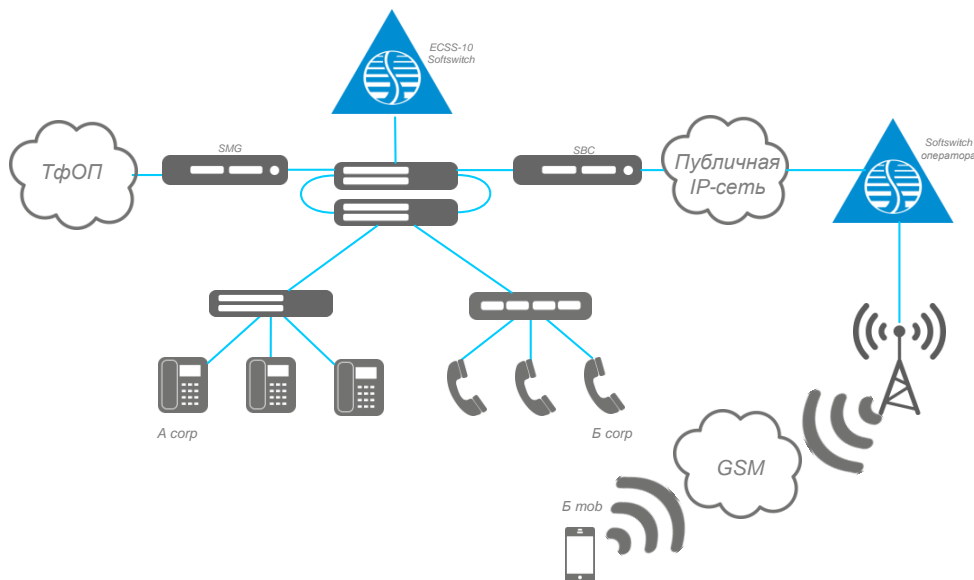 ECSS-10
Softswitch
SMG
SBC
ТфОП
Публичная
IP-сеть
Softswitch
оператора
А corp
Б corp
GSM
Б mob